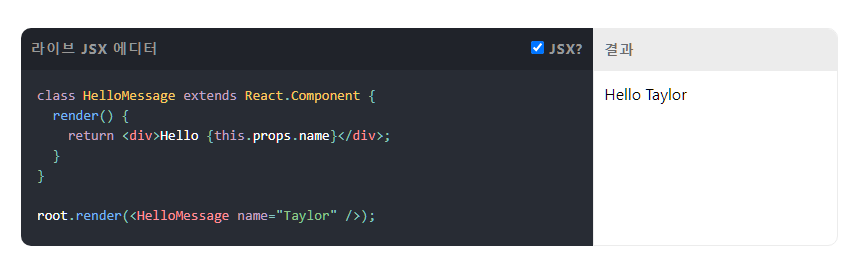 라이브 JSX 에디터
JSX?
class HelloMessage extends React.Component {
  render() {
    return <div>Hello {this.props.name}</div>;
  }
}
root.render(<HelloMessage name="Taylor" />);
결과
Hello Taylor